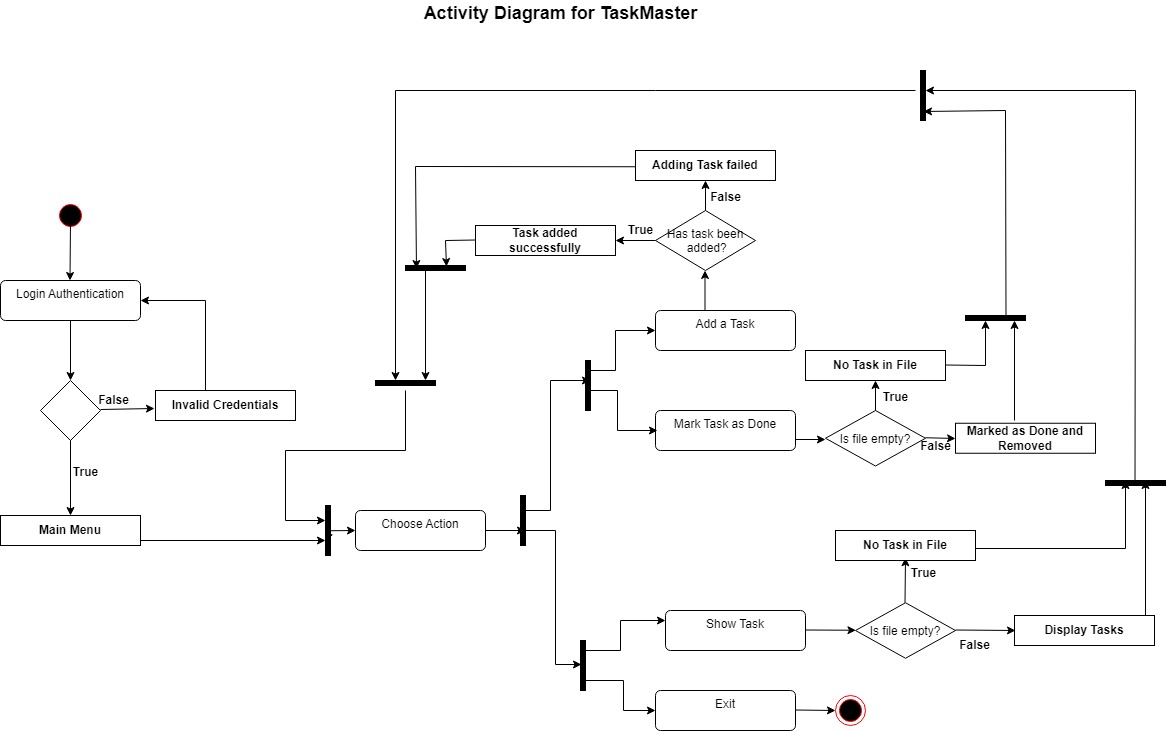 Activity Diagram for TaskMaster
Adding Task failed
False
Task added
successfully
True
Has task been
added?
Login Authentication
Add a Task
No Task in File
False
Invalid Credentials
True
Mark Task as Done
Is file empty?
False
Marked as Done and
Removed
True
Main Menu
Choose Action
No Task in File
True
Show Task
Is file empty?
False
Display Tasks
Exit